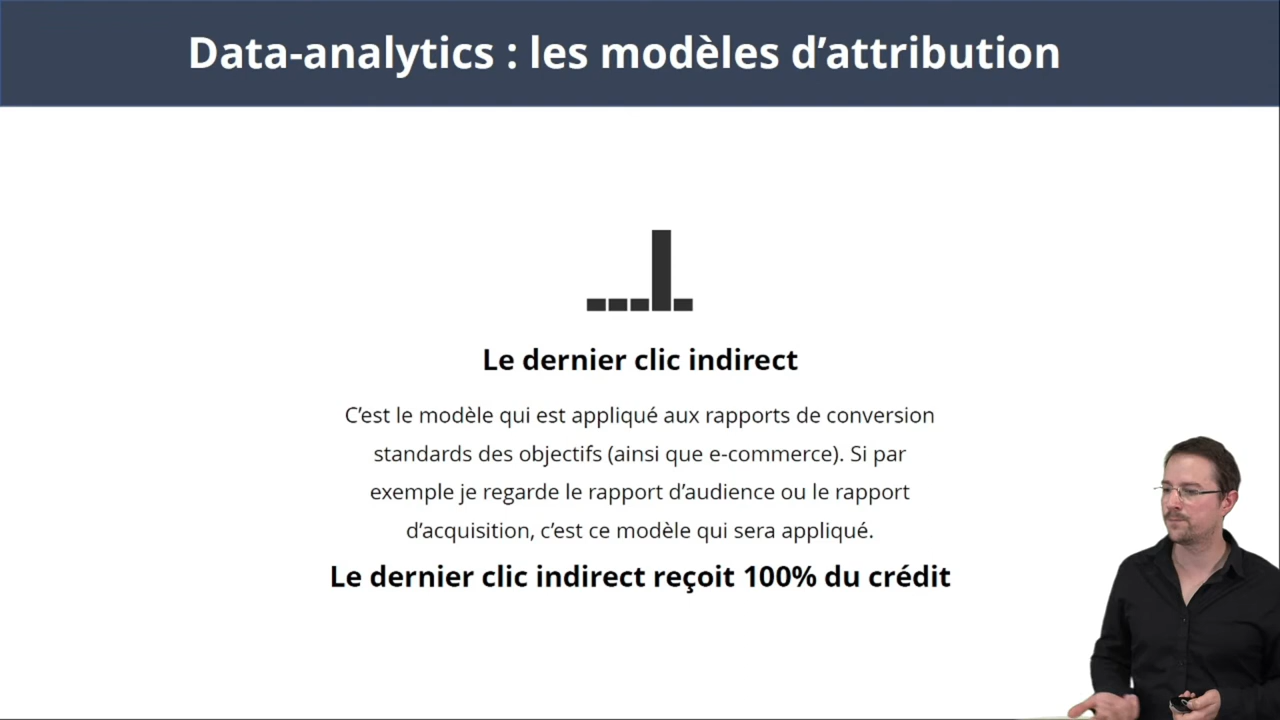 Data-analytics : les modèles d’attribution
Le dernier clic indirect
C’est le modèle qui est appliqué aux rapports de conversion
standards des objectifs (ainsi que e-commerce). Si par
exemple je regarde le rapport d’audience ou le rapport
d’acquisition, c’est ce modèle qui sera appliqué.
Le dernier clic indirect reçoit 100% du crédit